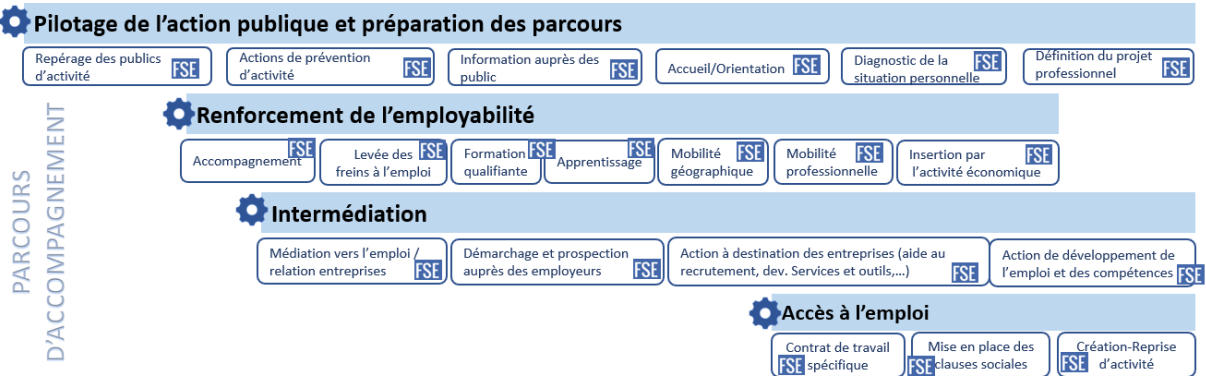 Pilotage de l'action publique et préparation des parcours
Repérage des publics
d'activité
FSE
Actions de prévention
d'activité
FSE
Information auprès des
public
FSE
Accueil/Orientation
FSE
Diagnostic de la
situation personnelle
FSE
Définition du projet
professionnel
FSE
PARCOURS
D'ACCOMPAGNEMENT
Renforcement de l'employabilité
Accompagnement
FSE
Levée des
freins à l'emploi
FSE
Formation
qualifiante
FSE
Apprentissage
FSE
Mobilité
géographique
FSE
Mobilité
professionnelle
FSE
Insertion par
l'activité économique
FSE
Intermédiation
Médiation vers l'emploi /
relation entreprises
FSE
Démarchage et prospection
auprès des employeurs
FSE
Action à destination des entreprises (aide au
recrutement, dev. Services et outils,...)
FSE
Action de développement de
l'emploi et des compétences
FSE
Accès à l'emploi
Contrat de travail
FSE spécifique
Mise en place des
FSE clauses sociales
Création-Reprise
FSE d'activité